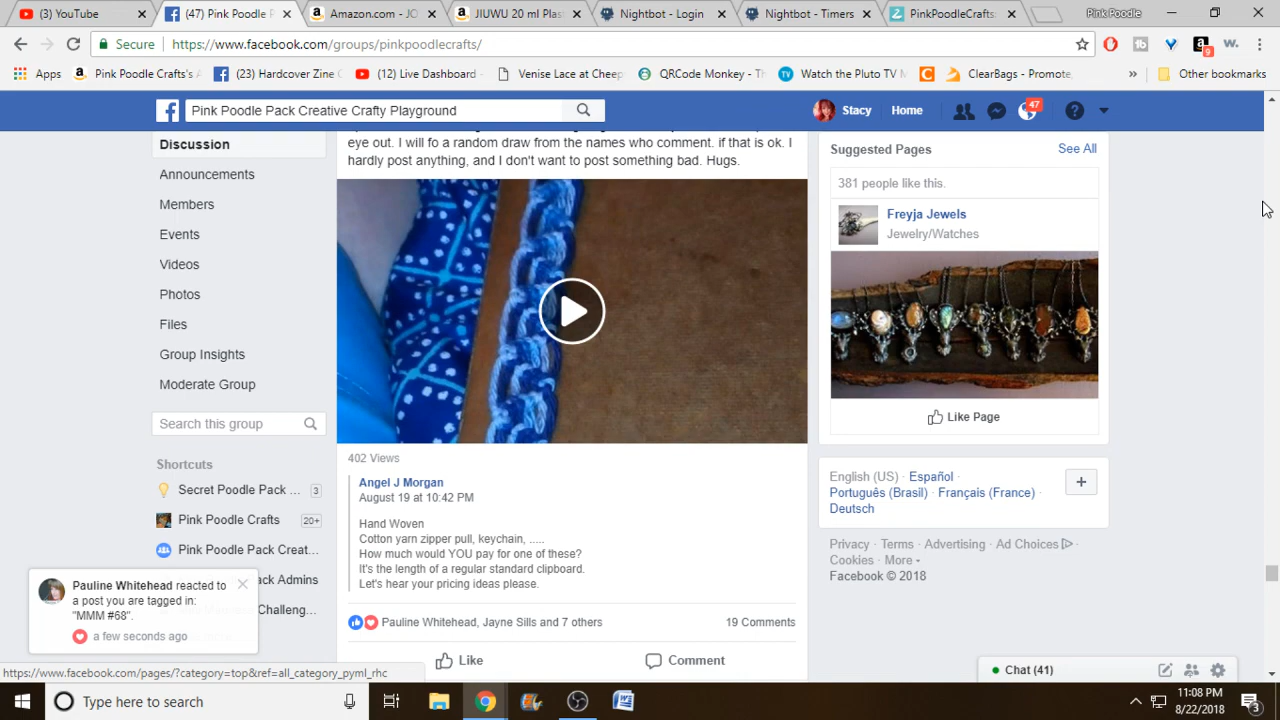 (3) YouTube
(47) Pink Poodle P
Amazon.com - JO
JIUWU 20 ml Plas
Nightbot - Login
Nightbot - Timers
PinkPoodleCrafts
Pink Poodle
Secure
https://www.facebook.com/groups/pinkpoodlecrafts/
9
Apps
Pink Poodle Crafts's A
(23) Hardcover Zine C
(12) Live Dashboard -
Venise Lace at Cheep
QRCode Monkey - Th
Watch the Pluto TV M
ClearBags - Promote
»
Other bookmarks
Pink Poodle Pack Creative Crafty Playground
Stacy
Home
47
Discussion
Announcements
Members
Events
Videos
Photos
Files
Group Insights
Moderate Group
Search this group
Shortcuts
Secret Poodle Pack ...
3
Pink Poodle Crafts
20+
Pink Poodle Pack Creat...
ack Admins
Challeng...
Pauline Whitehead reacted to
a post you are tagged in:
"MMM #68".
a few seconds ago
eye out. I will fo a random draw from the names who comment. if that is ok. I
hardly post anything, and I don't want to post something bad. Hugs.
402 Views
Angel J Morgan
August 19 at 10:42 PM
Hand Woven
Cotton yarn zipper pull, keychain, .....
How much would YOU pay for one of these?
It's the length of a regular standard clipboard.
Let's hear your pricing ideas please.
Pauline Whitehead, Jayne Sills and 7 others
19 Comments
Like
Comment
Suggested Pages
See All
381 people like this.
Freyja Jewels
Jewelry/Watches
Like Page
English (US) · Español ·
Português (Brasil) · Français (France) ·
Deutsch
Privacy · Terms · Advertising · Ad Choices ·
Cookies · More
Facebook © 2018
https://www.facebook.com/pages/?category=top&ref=all_category_pyml_rhc
Chat (41)
Type here to search
11:08 PM
8/22/2018
3